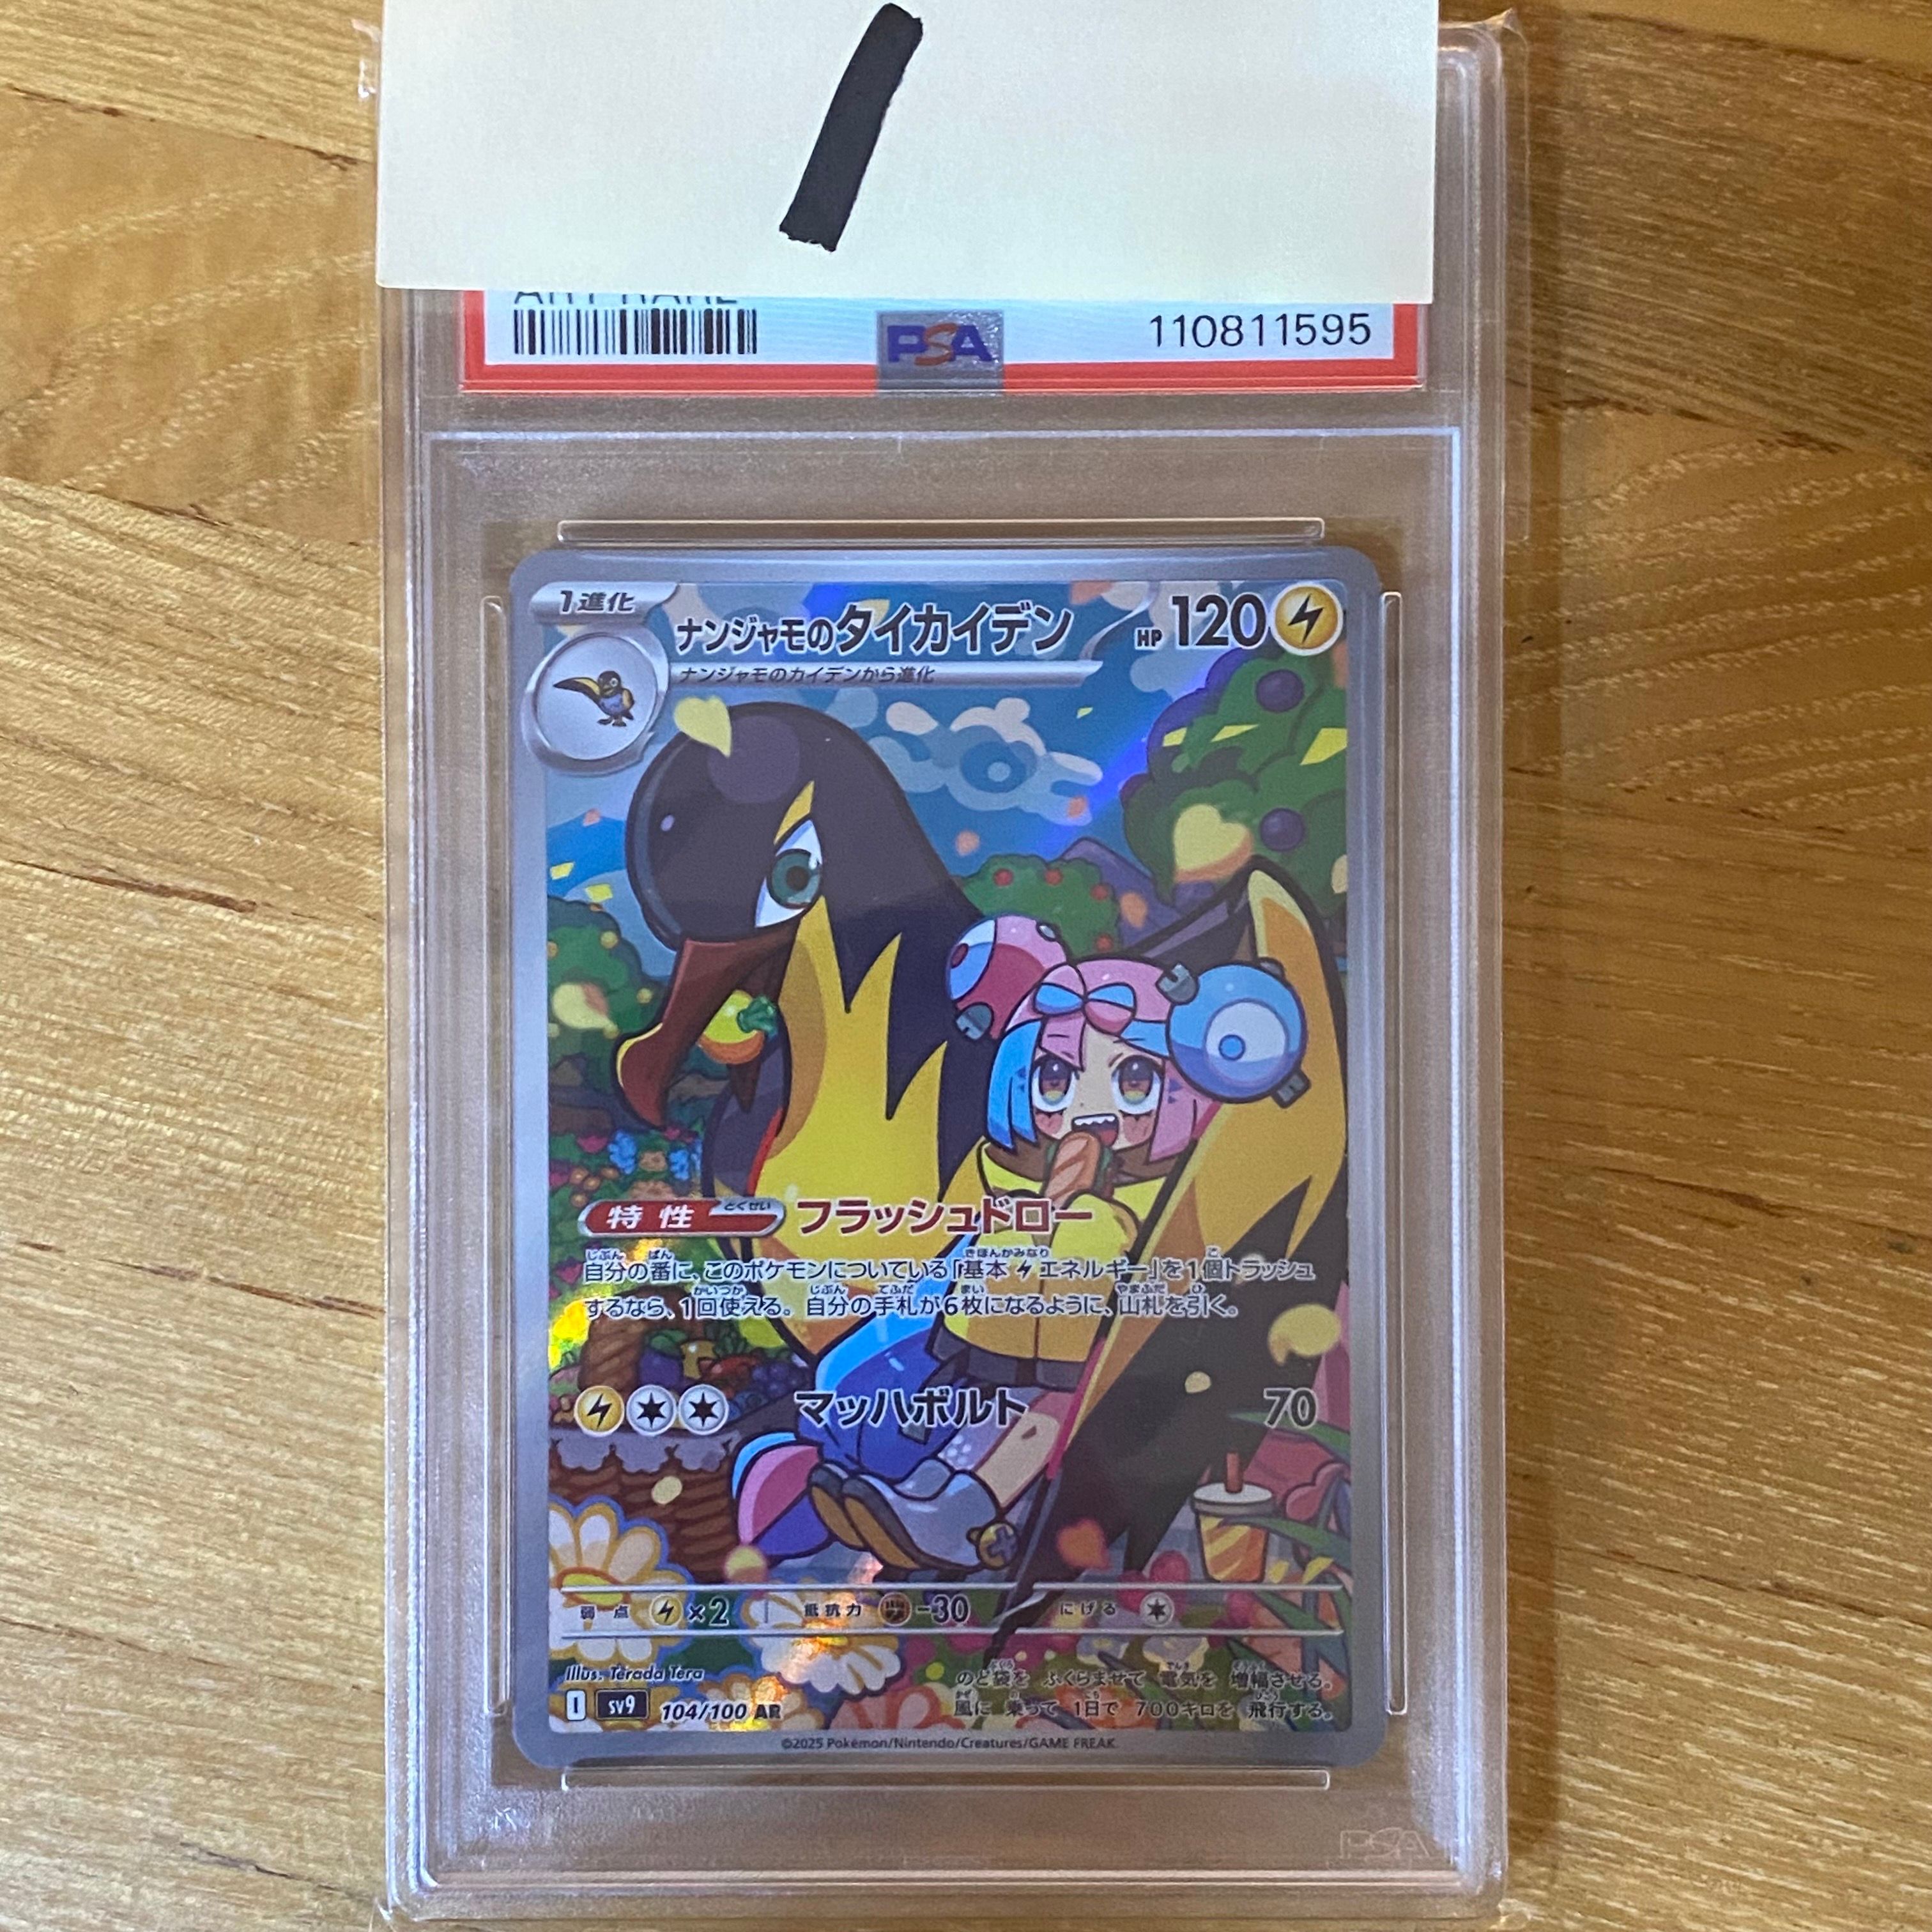 1
ART RARE
PSA
110811595
1進化
ナンジャモのタイカイデン
HP 120
ナンジャモのカイデンから進化
特性 とくせい フラッシュドロー
自分の番に、このポケモンについている「基本エネルギー」を1個トラッシュ
するなら、1回使える。自分の手札が6枚になるように、山札を引く。
マッハボルト 70
弱点 ×2 抵抗力 -30 にげる
Illus. Terada Tera
のど袋を ふくらませて 電気を 増幅させる。
I sv9 104/100 AR
風に 乗って 1日で 700キロを 飛行する。
©2025 Pokémon/Nintendo/Creatures/GAME FREAK
PSA